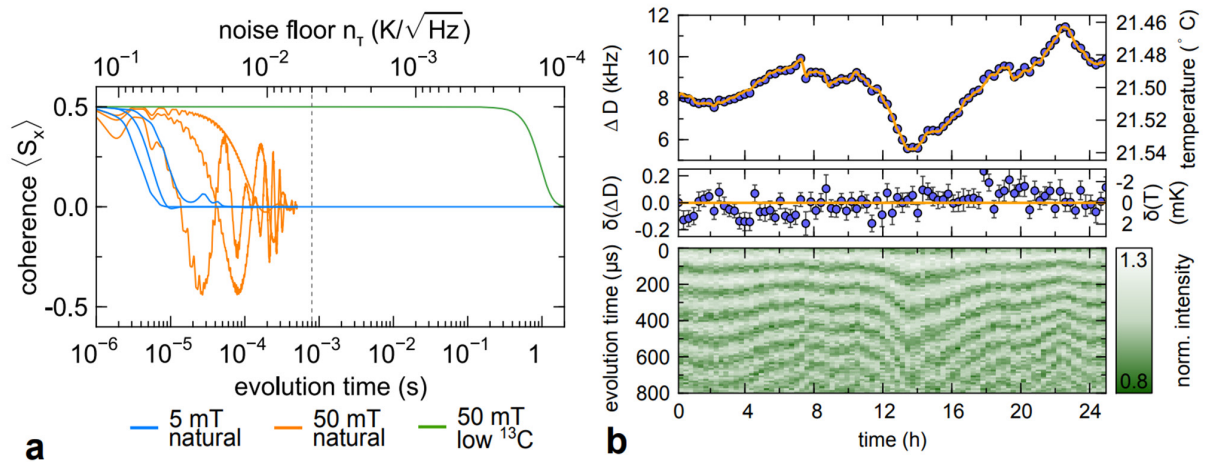 noise floor n_T (K/√Hz)
10^-1 10^-2 10^-3 10^-4
coherence ⟨S_x⟩
0.5
0.0
-0.5
10^-6 10^-5 10^-4 10^-3 10^-2 10^-1 1
evolution time (s)
5 mT natural
50 mT natural
50 mT low ^13C
a
Δ D (kHz)
12
10
8
6
21.46
21.48
21.50
21.52
21.54
temperature (° C)
δ(ΔD)
0.2
0.0
-0.2
-2
0
2
δ(T) (mK)
evolution time (µs)
0
200
400
600
800
0 4 8 12 16 20 24
time (h)
1.3
0.8
norm. intensity
b